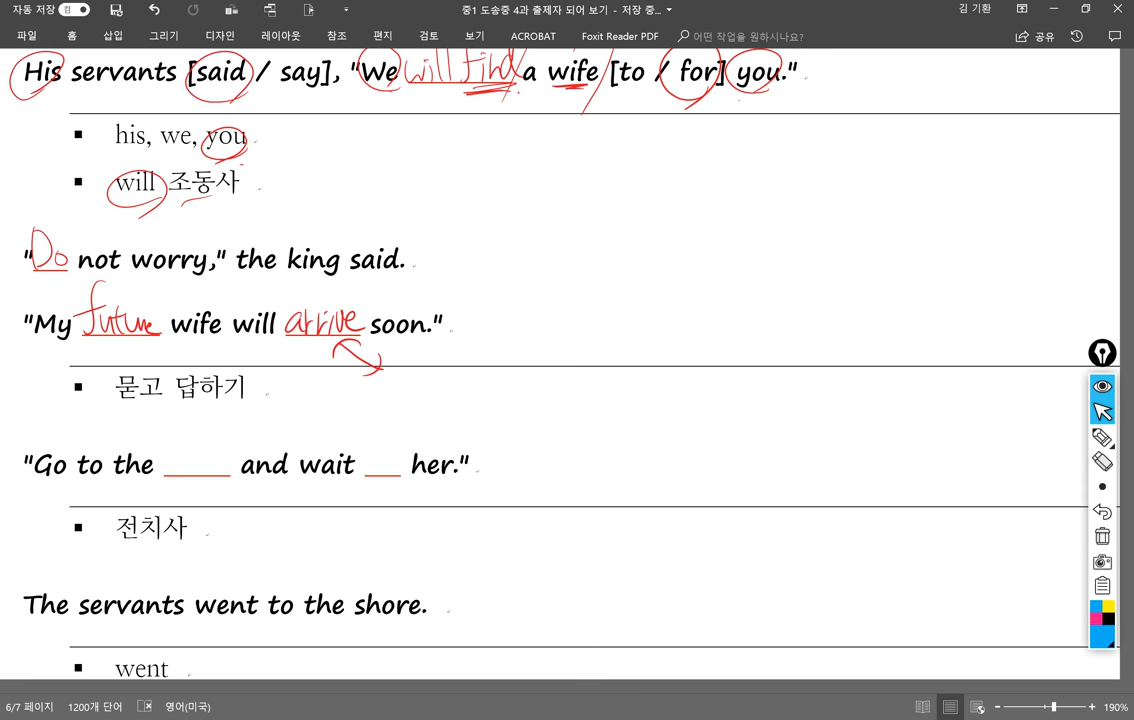 자동 저장 컴 중1 도송중 4과 출제가 되어 보기 - 저장 중... 김 기환
파일 홈 삽입 그리기 디자인 레이아웃 참조 편지 검토 보기 ACROBAT Foxit Reader PDF 어떤 작업을 원하시나요? 공유
His servants [said / say], "We will find a wife [to / for] you."
his, we, you
will 조동사
"Do not worry," the king said.
"My future wife will arrive soon."
묻고 답하기
"Go to the _____ and wait ___ her."
전치사
The servants went to the shore.
went
6/7 페이지 1200개 단어 영어(미국) 190%